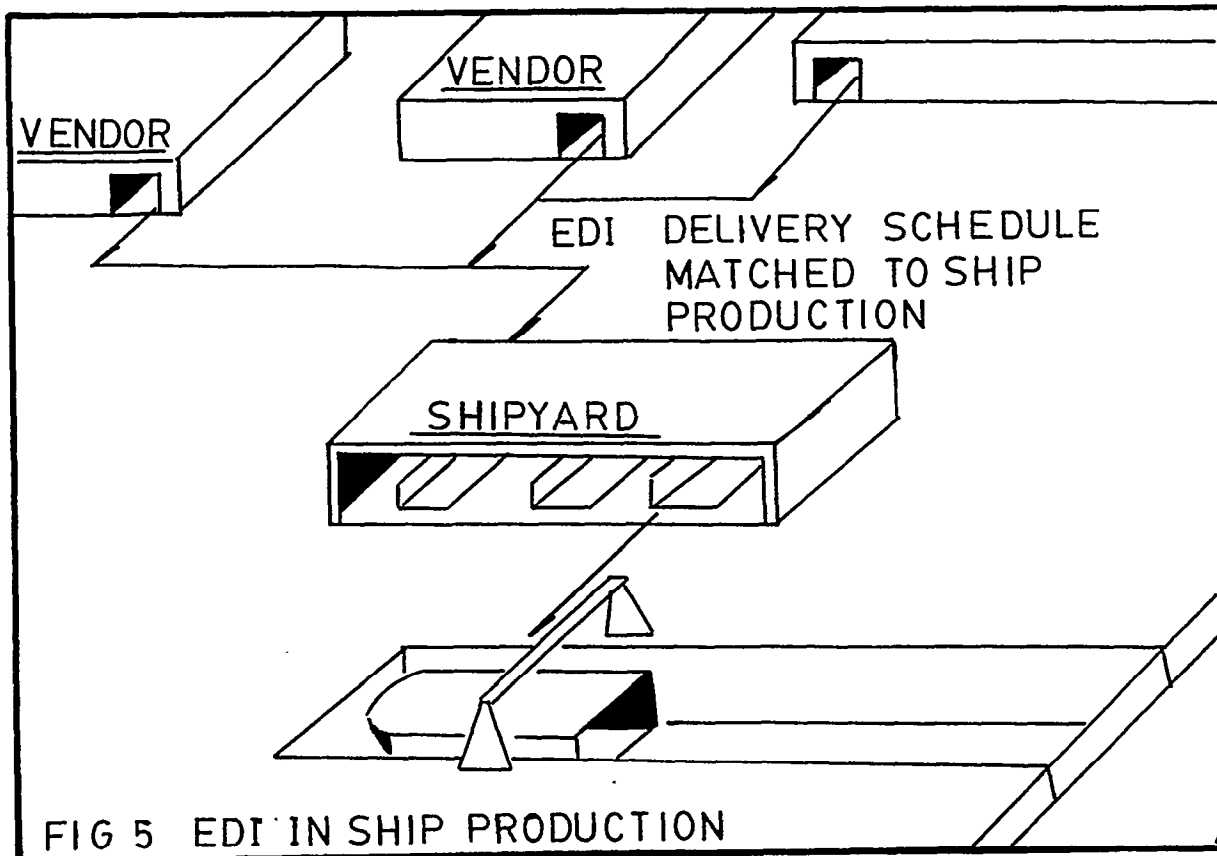 VENDOR
VENDOR
EDI DELIVERY SCHEDULE
MATCHED TO SHIP
PRODUCTION
SHIPYARD
FIG 5 EDI IN SHIP PRODUCTION